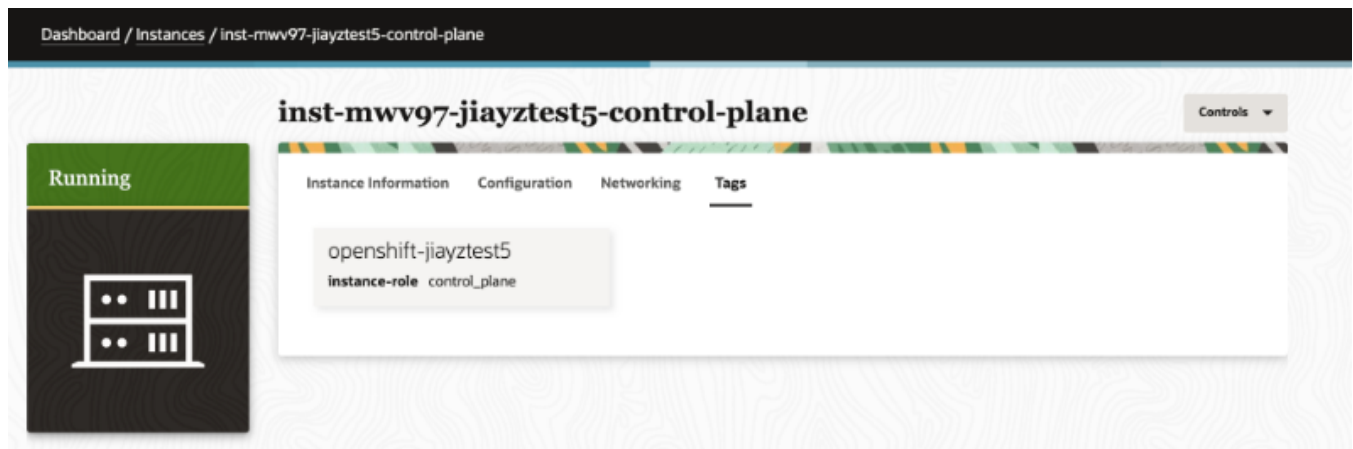 Dashboard / Instances / inst-mwv97-jiayztest5-control-plane
inst-mwv97-jiayztest5-control-plane
Controls
Running
Instance Information Configuration Networking Tags
openshift-jiayztest5
instance-role control_plane